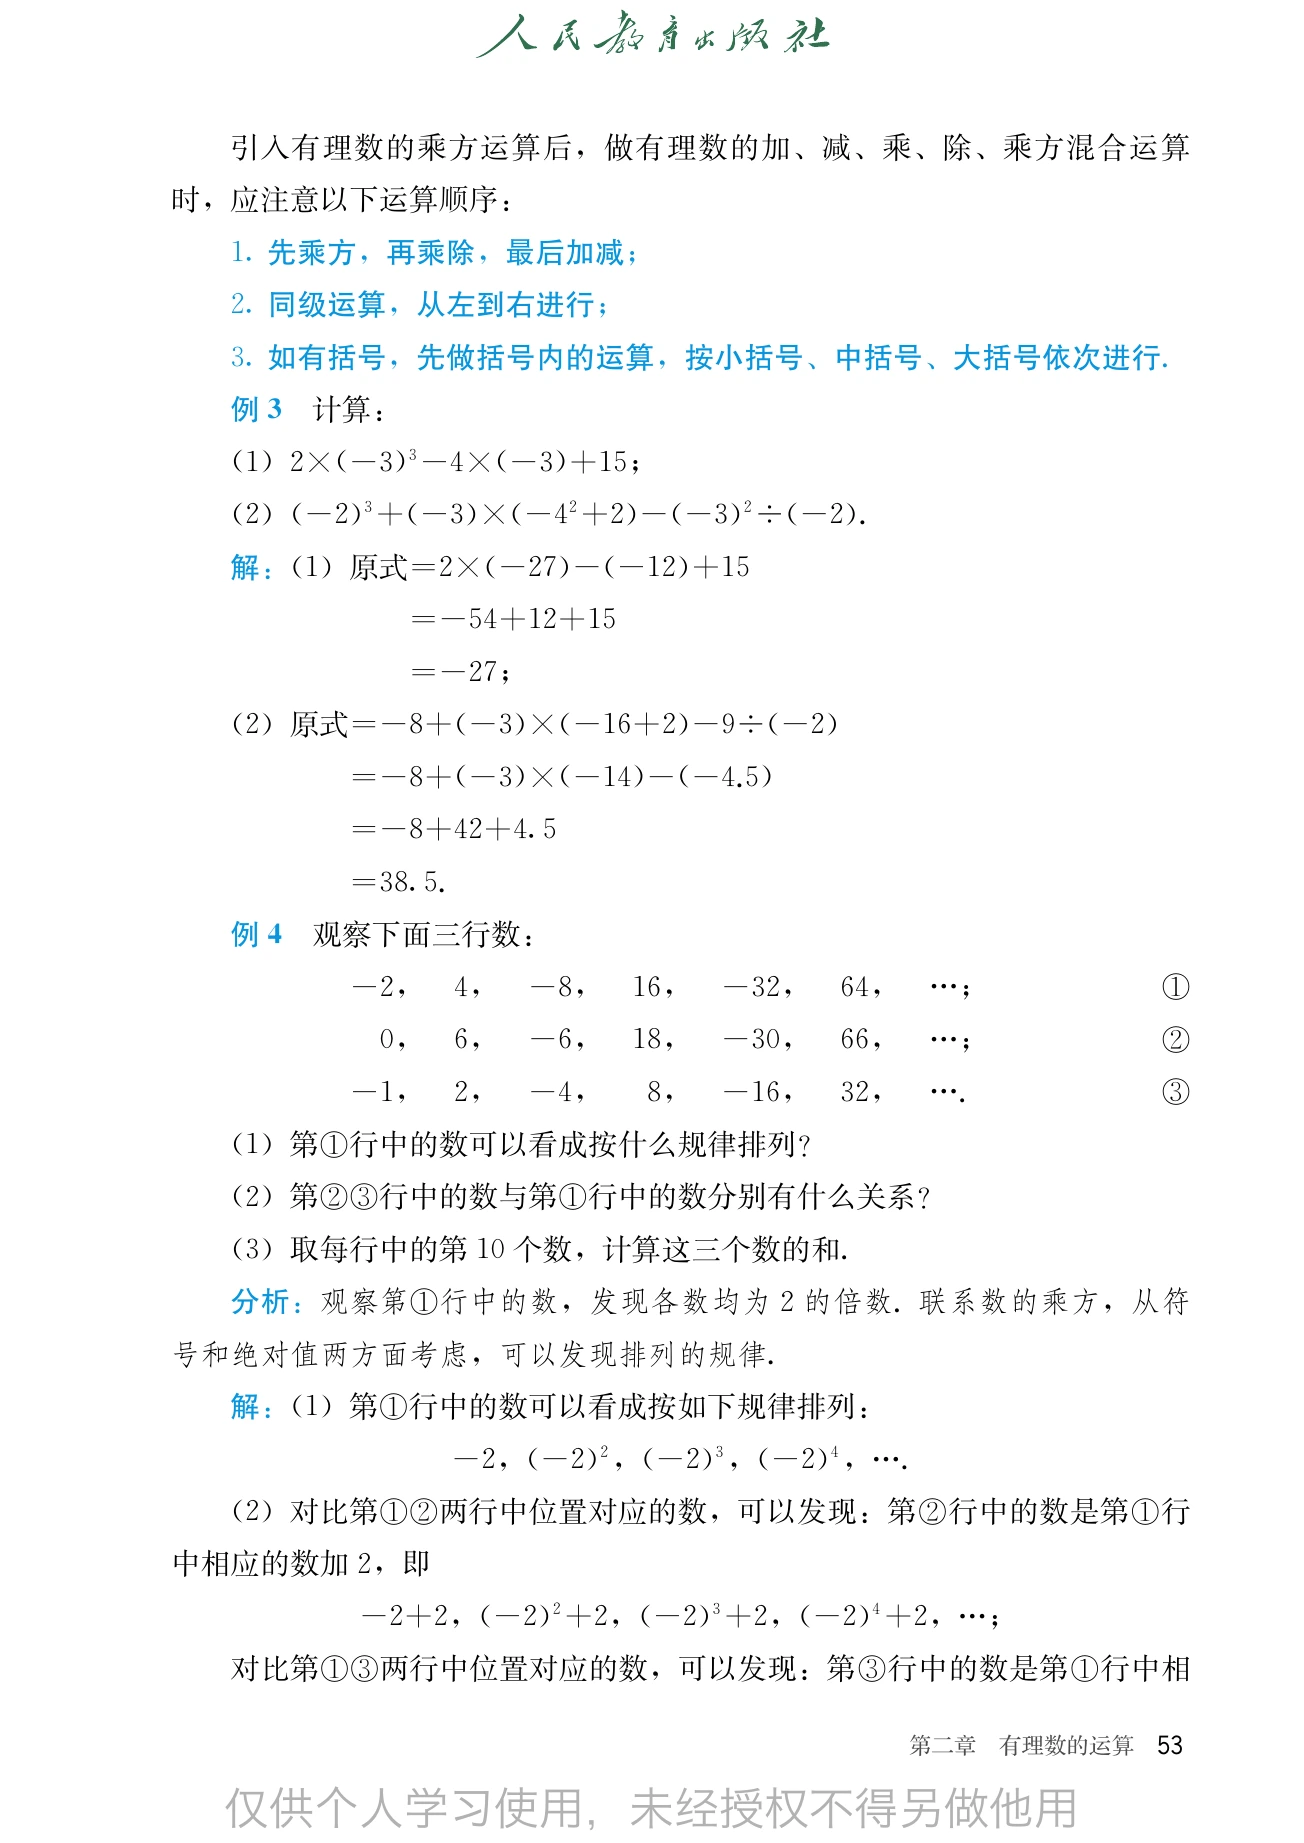 人民教育出版社
引入有理数的乘方运算后，做有理数的加、减、乘、除、乘方混合运算
时，应注意以下运算顺序：
1. 先乘方，再乘除，最后加减；
2. 同级运算，从左到右进行；
3. 如有括号，先做括号内的运算，按小括号、中括号、大括号依次进行.
例 3 计算：
（1）2×(－3)³－4×(－3)＋15；
（2）(－2)³＋(－3)×(－4²＋2)－(－3)²÷(－2).
解：（1）原式＝2×(－27)－(－12)＋15
＝－54＋12＋15
＝－27；
（2）原式＝－8＋(－3)×(－16＋2)－9÷(－2)
＝－8＋(－3)×(－14)－(－4.5)
＝－8＋42＋4.5
＝38.5.
例 4 观察下面三行数：
－2， 4， －8， 16， －32， 64， …； ①
0， 6， －6， 18， －30， 66， …； ②
－1， 2， －4， 8， －16， 32， …. ③
（1）第①行中的数可以看成按什么规律排列？
（2）第②③行中的数与第①行中的数分别有什么关系？
（3）取每行中的第 10 个数，计算这三个数的和.
分析：观察第①行中的数，发现各数均为 2 的倍数. 联系数的乘方，从符
号和绝对值两方面考虑，可以发现排列的规律.
解：（1）第①行中的数可以看成按如下规律排列：
－2，(－2)²，(－2)³，(－2)⁴，….
（2）对比第①②两行中位置对应的数，可以发现：第②行中的数是第①行
中相应的数加 2，即
－2＋2，(－2)²＋2，(－2)³＋2，(－2)⁴＋2，…；
对比第①③两行中位置对应的数，可以发现：第③行中的数是第①行中相
第二章 有理数的运算 53
仅供个人学习使用，未经授权不得另做他用